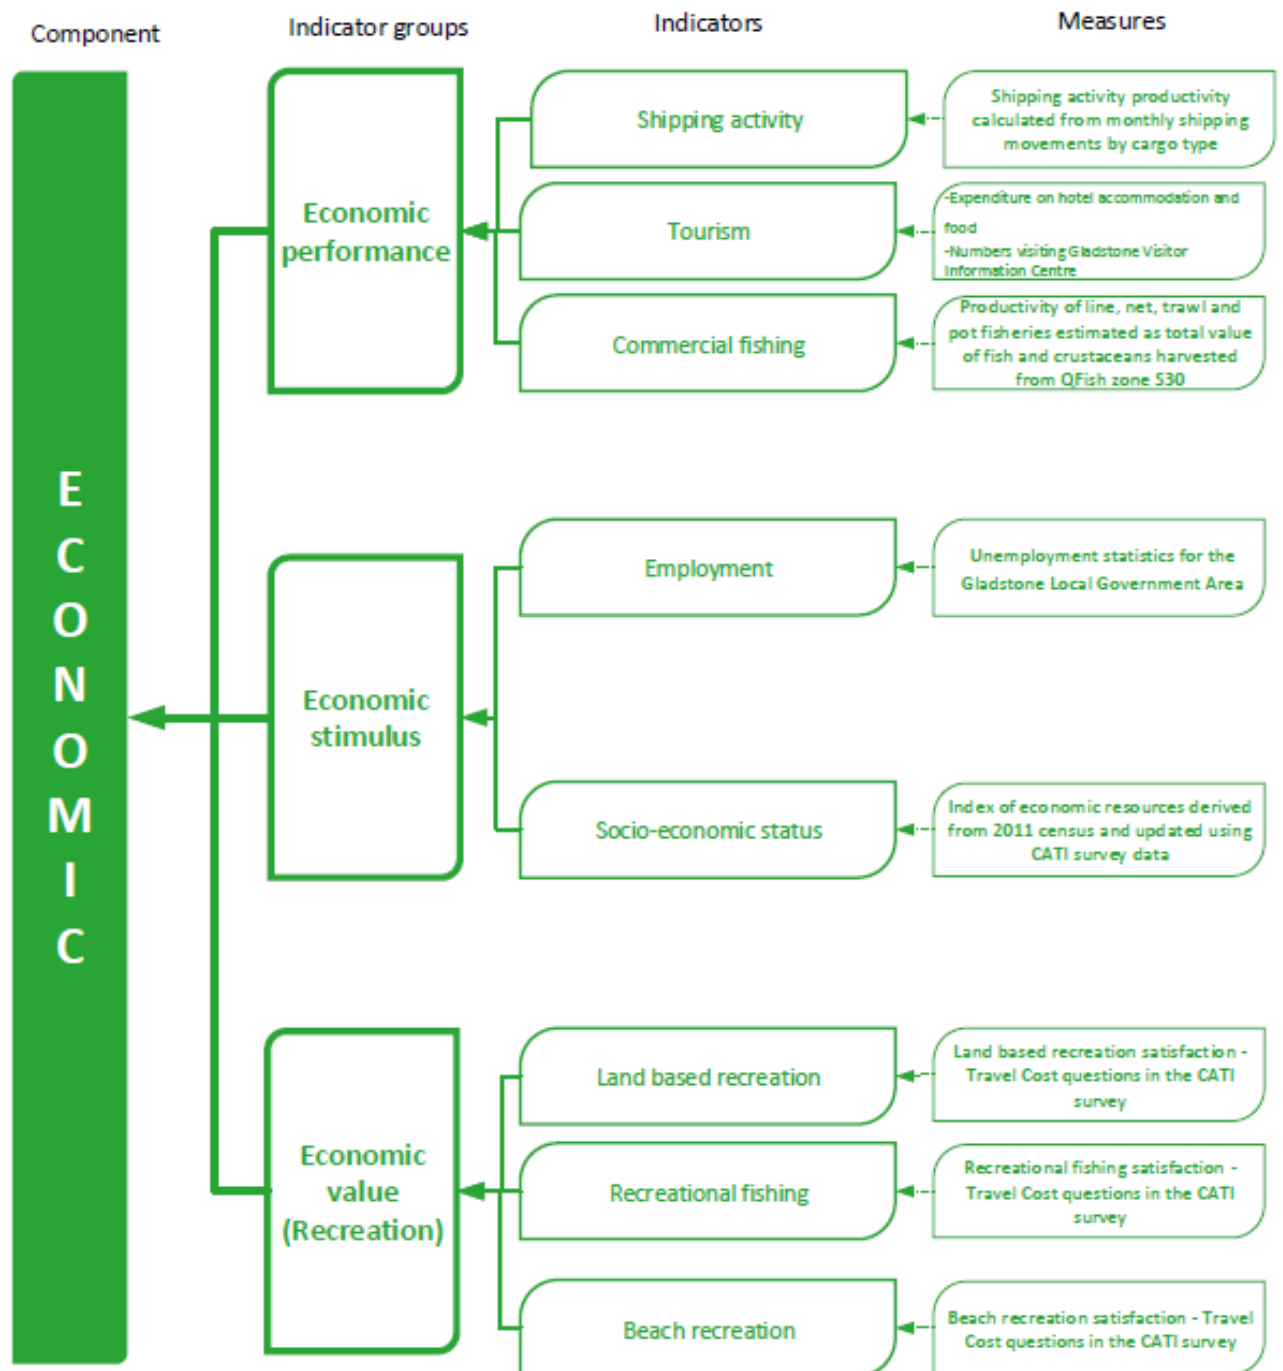 Component
Indicator groups
Indicators
Measures
ECONOMIC
Economic
performance
Shipping activity
Shipping activity productivity
calculated from monthly shipping
movements by cargo type
Tourism
-Expenditure on hotel accommodation and
food
-Numbers visiting Gladstone Visitor
Information Centre
Commercial fishing
Productivity of line, net, trawl and
pot fisheries estimated as total value
of fish and crustaceans harvested
from QFish zone S30
Economic
stimulus
Employment
Unemployment statistics for the
Gladstone Local Government Area
Socio-economic status
Index of economic resources derived
from 2011 census and updated using
CATI survey data
Economic
value
(Recreation)
Land based recreation
Land based recreation satisfaction -
Travel Cost questions in the CATI
survey
Recreational fishing
Recreational fishing satisfaction -
Travel Cost questions in the CATI
survey
Beach recreation
Beach recreation satisfaction - Travel
Cost questions in the CATI survey